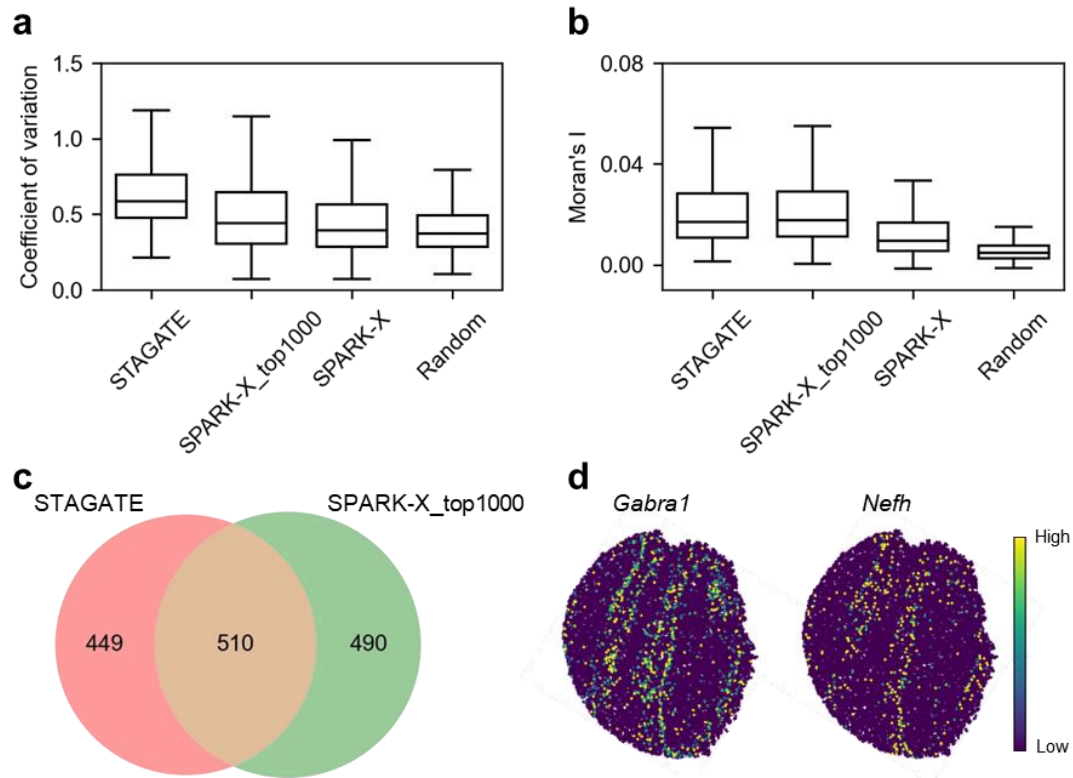 a
Coefficient of variation
1.5
1.0
0.5
0.0
STAGATE
SPARK-X_top1000
SPARK-X
Random
b
Moran's I
0.08
0.04
0.00
STAGATE
SPARK-X_top1000
SPARK-X
Random
c
STAGATE
SPARK-X_top1000
449
510
490
d
Gabra1
Nefh
High
Low